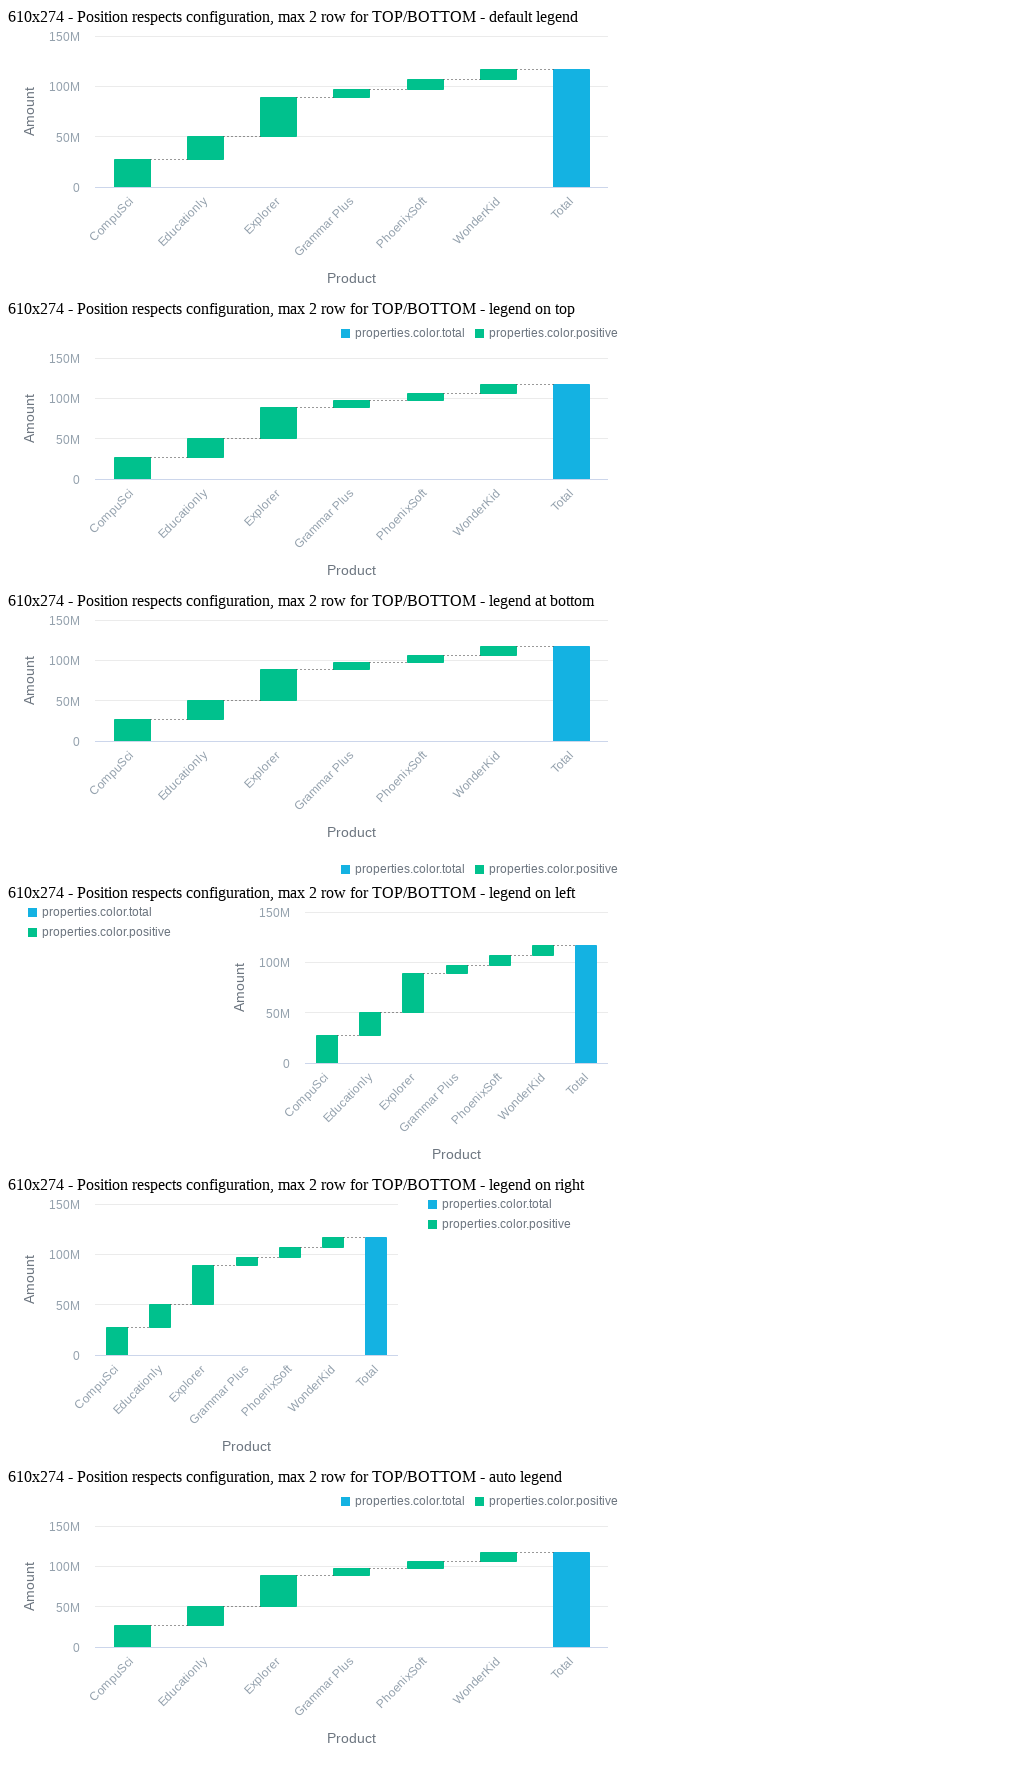 610x274 - Position respects configuration, max 2 row for TOP/BOTTOM - default legend
150M
100M
50M
0
Amount
CompuSci
Educationly
Explorer
Grammar Plus
PhoenixSoft
WonderKid
Total
Product
610x274 - Position respects configuration, max 2 row for TOP/BOTTOM - legend on top
properties.color.total properties.color.positive
150M
100M
50M
0
Amount
CompuSci
Educationly
Explorer
Grammar Plus
PhoenixSoft
WonderKid
Total
Product
610x274 - Position respects configuration, max 2 row for TOP/BOTTOM - legend at bottom
150M
100M
50M
0
Amount
CompuSci
Educationly
Explorer
Grammar Plus
PhoenixSoft
WonderKid
Total
Product
properties.color.total properties.color.positive
610x274 - Position respects configuration, max 2 row for TOP/BOTTOM - legend on left
properties.color.total
properties.color.positive
150M
100M
50M
0
Amount
CompuSci
Educationly
Explorer
Grammar Plus
PhoenixSoft
WonderKid
Total
Product
610x274 - Position respects configuration, max 2 row for TOP/BOTTOM - legend on right
properties.color.total
properties.color.positive
150M
100M
50M
0
Amount
CompuSci
Educationly
Explorer
Grammar Plus
PhoenixSoft
WonderKid
Total
Product
610x274 - Position respects configuration, max 2 row for TOP/BOTTOM - auto legend
properties.color.total properties.color.positive
150M
100M
50M
0
Amount
CompuSci
Educationly
Explorer
Grammar Plus
PhoenixSoft
WonderKid
Total
Product